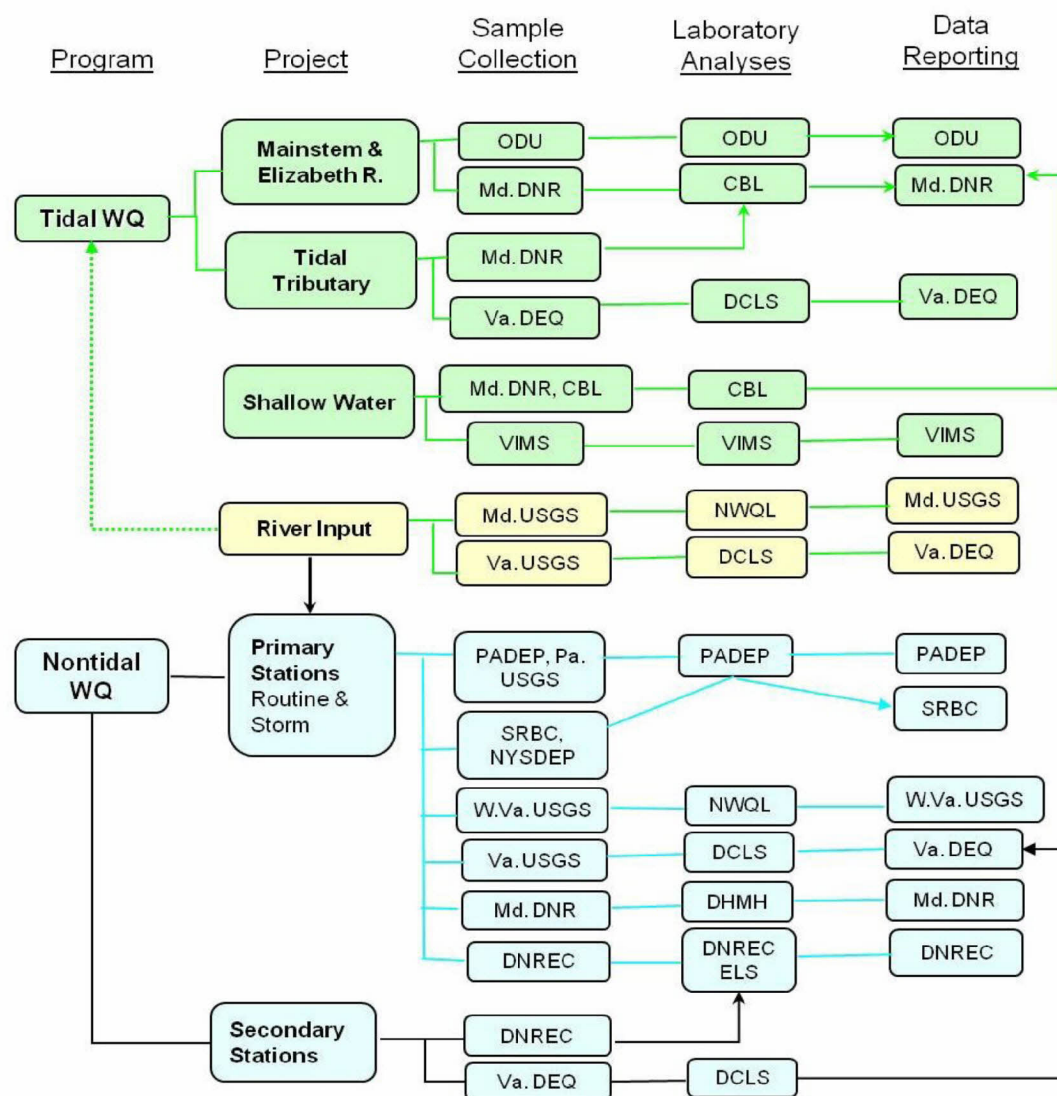 Program
Project
Sample
Collection
Laboratory
Analyses
Data
Reporting
Mainstem &
Elizabeth R.
ODU
ODU
ODU
Md.DNR
CBL
Md.DNR
Tidal WQ
Tidal
Tributary
Md.DNR
Va.DEQ
DCLS
Va.DEQ
Shallow Water
Md.DNR, CBL
CBL
VIMS
VIMS
VIMS
River Input
Md.USGS
NWQL
Md.USGS
Va.USGS
DCLS
Va.DEQ
Nontidal
WQ
Primary
Stations
Routine &
Storm
PADEP, Pa.
USGS
PADEP
PADEP
SRBC,
NYSDEP
SRBC
W.Va.USGS
NWQL
W.Va.USGS
Va.USGS
DCLS
Va.DEQ
Md.DNR
DHMH
Md.DNR
DNREC
DNREC
ELS
DNREC
Secondary
Stations
DNREC
Va.DEQ
DCLS